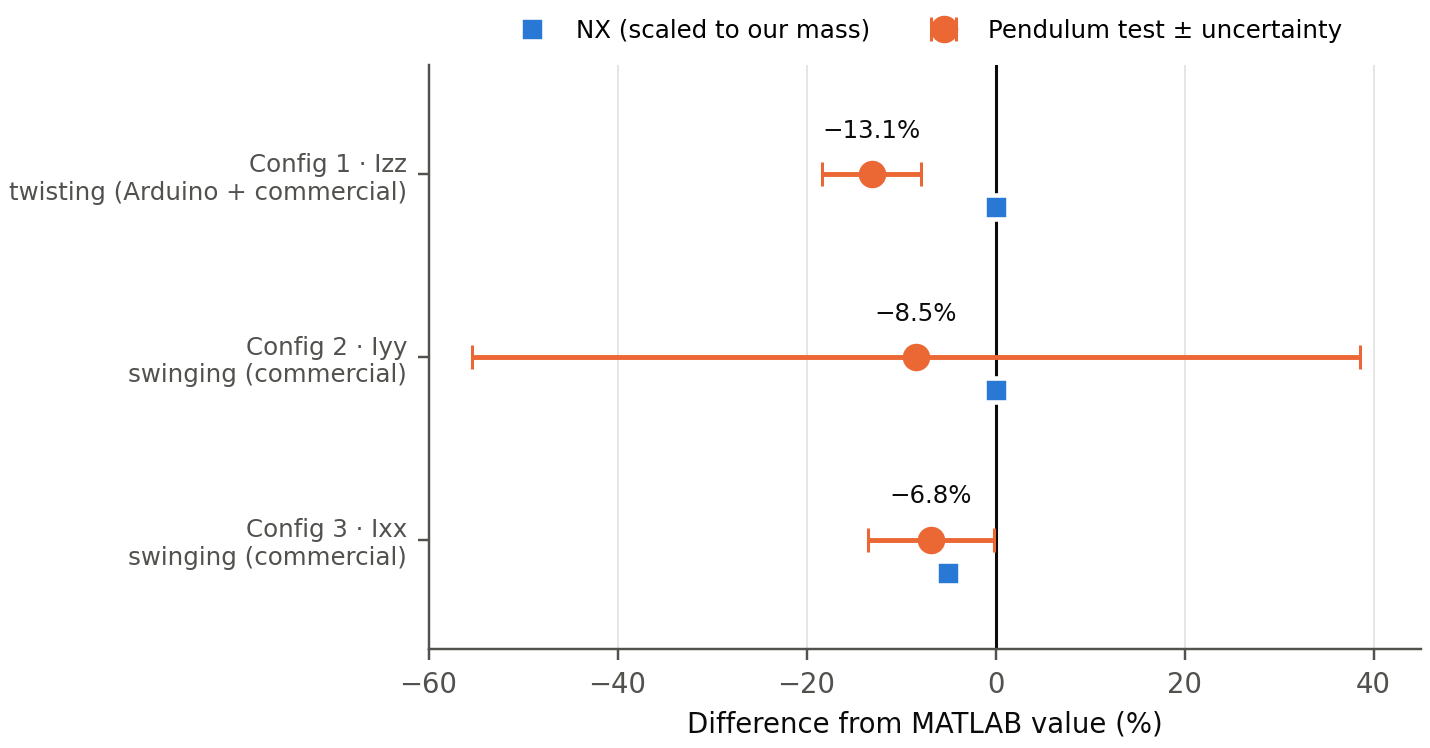 NX (scaled to our mass)
Pendulum test ± uncertainty
−13.1%
Config 1 · Izz
twisting (Arduino + commercial)
−8.5%
Config 2 · Iyy
swinging (commercial)
−6.8%
Config 3 · Ixx
swinging (commercial)
−60
−40
−20
0
20
40
Difference from MATLAB value (%)